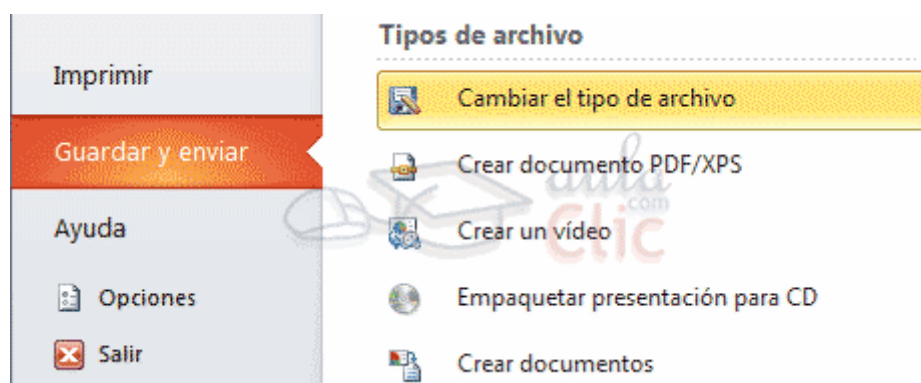 Imprimir
Guardar y enviar
Ayuda
Opciones
Salir
Tipos de archivo
Cambiar el tipo de archivo
Crear documento PDF/XPS
Crear un vídeo
Empaquetar presentación para CD
Crear documentos
aula
.com
Clic